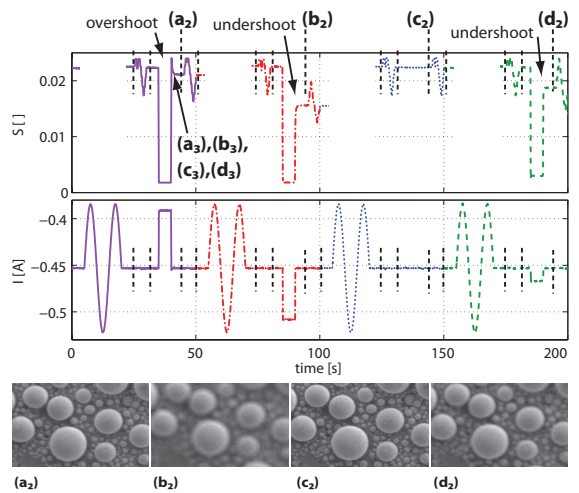 overshoot
(a₂)
undershoot
(b₂)
(c₂)
undershoot
(d₂)
S [ ]
0.02
0.01
0
(a₃),(b₃),
(c₃),(d₃)
I [A]
−0.4
−0.45
−0.5
0
50
100
150
200
time [s]
(a₂)
(b₂)
(c₂)
(d₂)